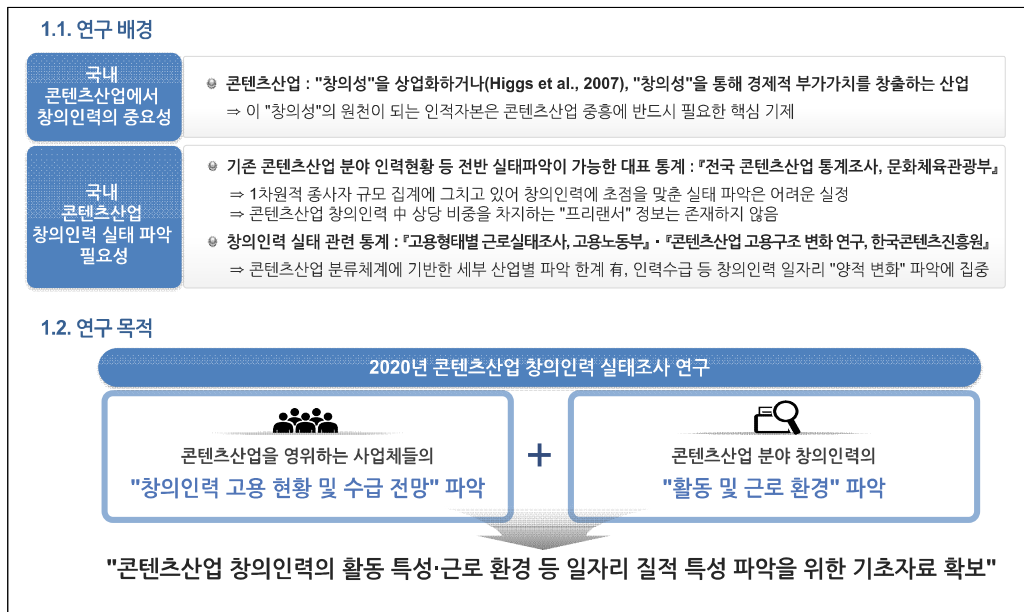 1.1. 연구 배경
국내
콘텐츠산업에서
창의인력의 중요성
콘텐츠산업 : "창의성"을 상업화하거나(Higgs et al., 2007), "창의성"을 통해 경제적 부가가치를 창출하는 산업
⇒ 이 "창의성"의 원천이 되는 인적자본은 콘텐츠산업 중흥에 반드시 필요한 핵심 기제
국내
콘텐츠산업
창의인력 실태 파악
필요성
기존 콘텐츠산업 분야 인력현황 등 전반 실태파악이 가능한 대표 통계 : 『전국 콘텐츠산업 통계조사, 문화체육관광부』
⇒ 1차원적 종사자 규모 집계에 그치고 있어 창의인력에 초점을 맞춘 실태 파악은 어려운 실정
⇒ 콘텐츠산업 창의인력 中 상당 비중을 차지하는 "프리랜서" 정보는 존재하지 않음
창의인력 실태 관련 통계 : 『고용형태별 근로실태조사, 고용노동부』·『콘텐츠산업 고용구조 변화 연구, 한국콘텐츠진흥원』
⇒ 콘텐츠산업 분류체계에 기반한 세부 산업별 파악 한계 有, 인력수급 등 창의인력 일자리 "양적 변화" 파악에 집중
1.2. 연구 목적
2020년 콘텐츠산업 창의인력 실태조사 연구
콘텐츠산업을 영위하는 사업체들의
"창의인력 고용 현황 및 수급 전망" 파악
+
콘텐츠산업 분야 창의인력의
"활동 및 근로 환경" 파악
"콘텐츠산업 창의인력의 활동 특성·근로 환경 등 일자리 질적 특성 파악을 위한 기초자료 확보"